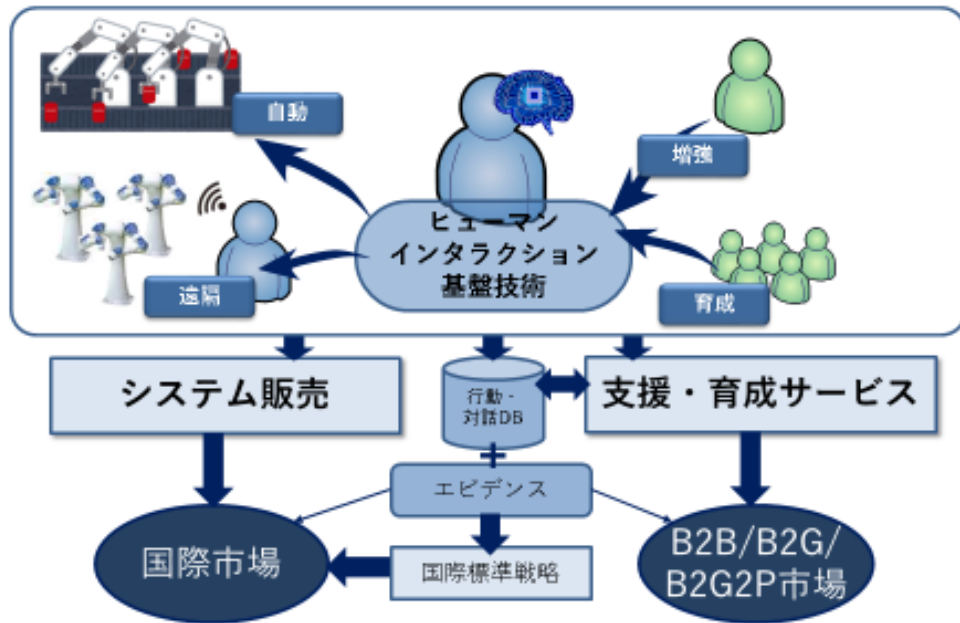 自動
増強
ヒューマン
インタラクション
基盤技術
遠隔
育成
システム販売
行動・
対話DB
支援・育成サービス
+
エビデンス
国際市場
国際標準戦略
B2B/B2G/
B2G2P市場